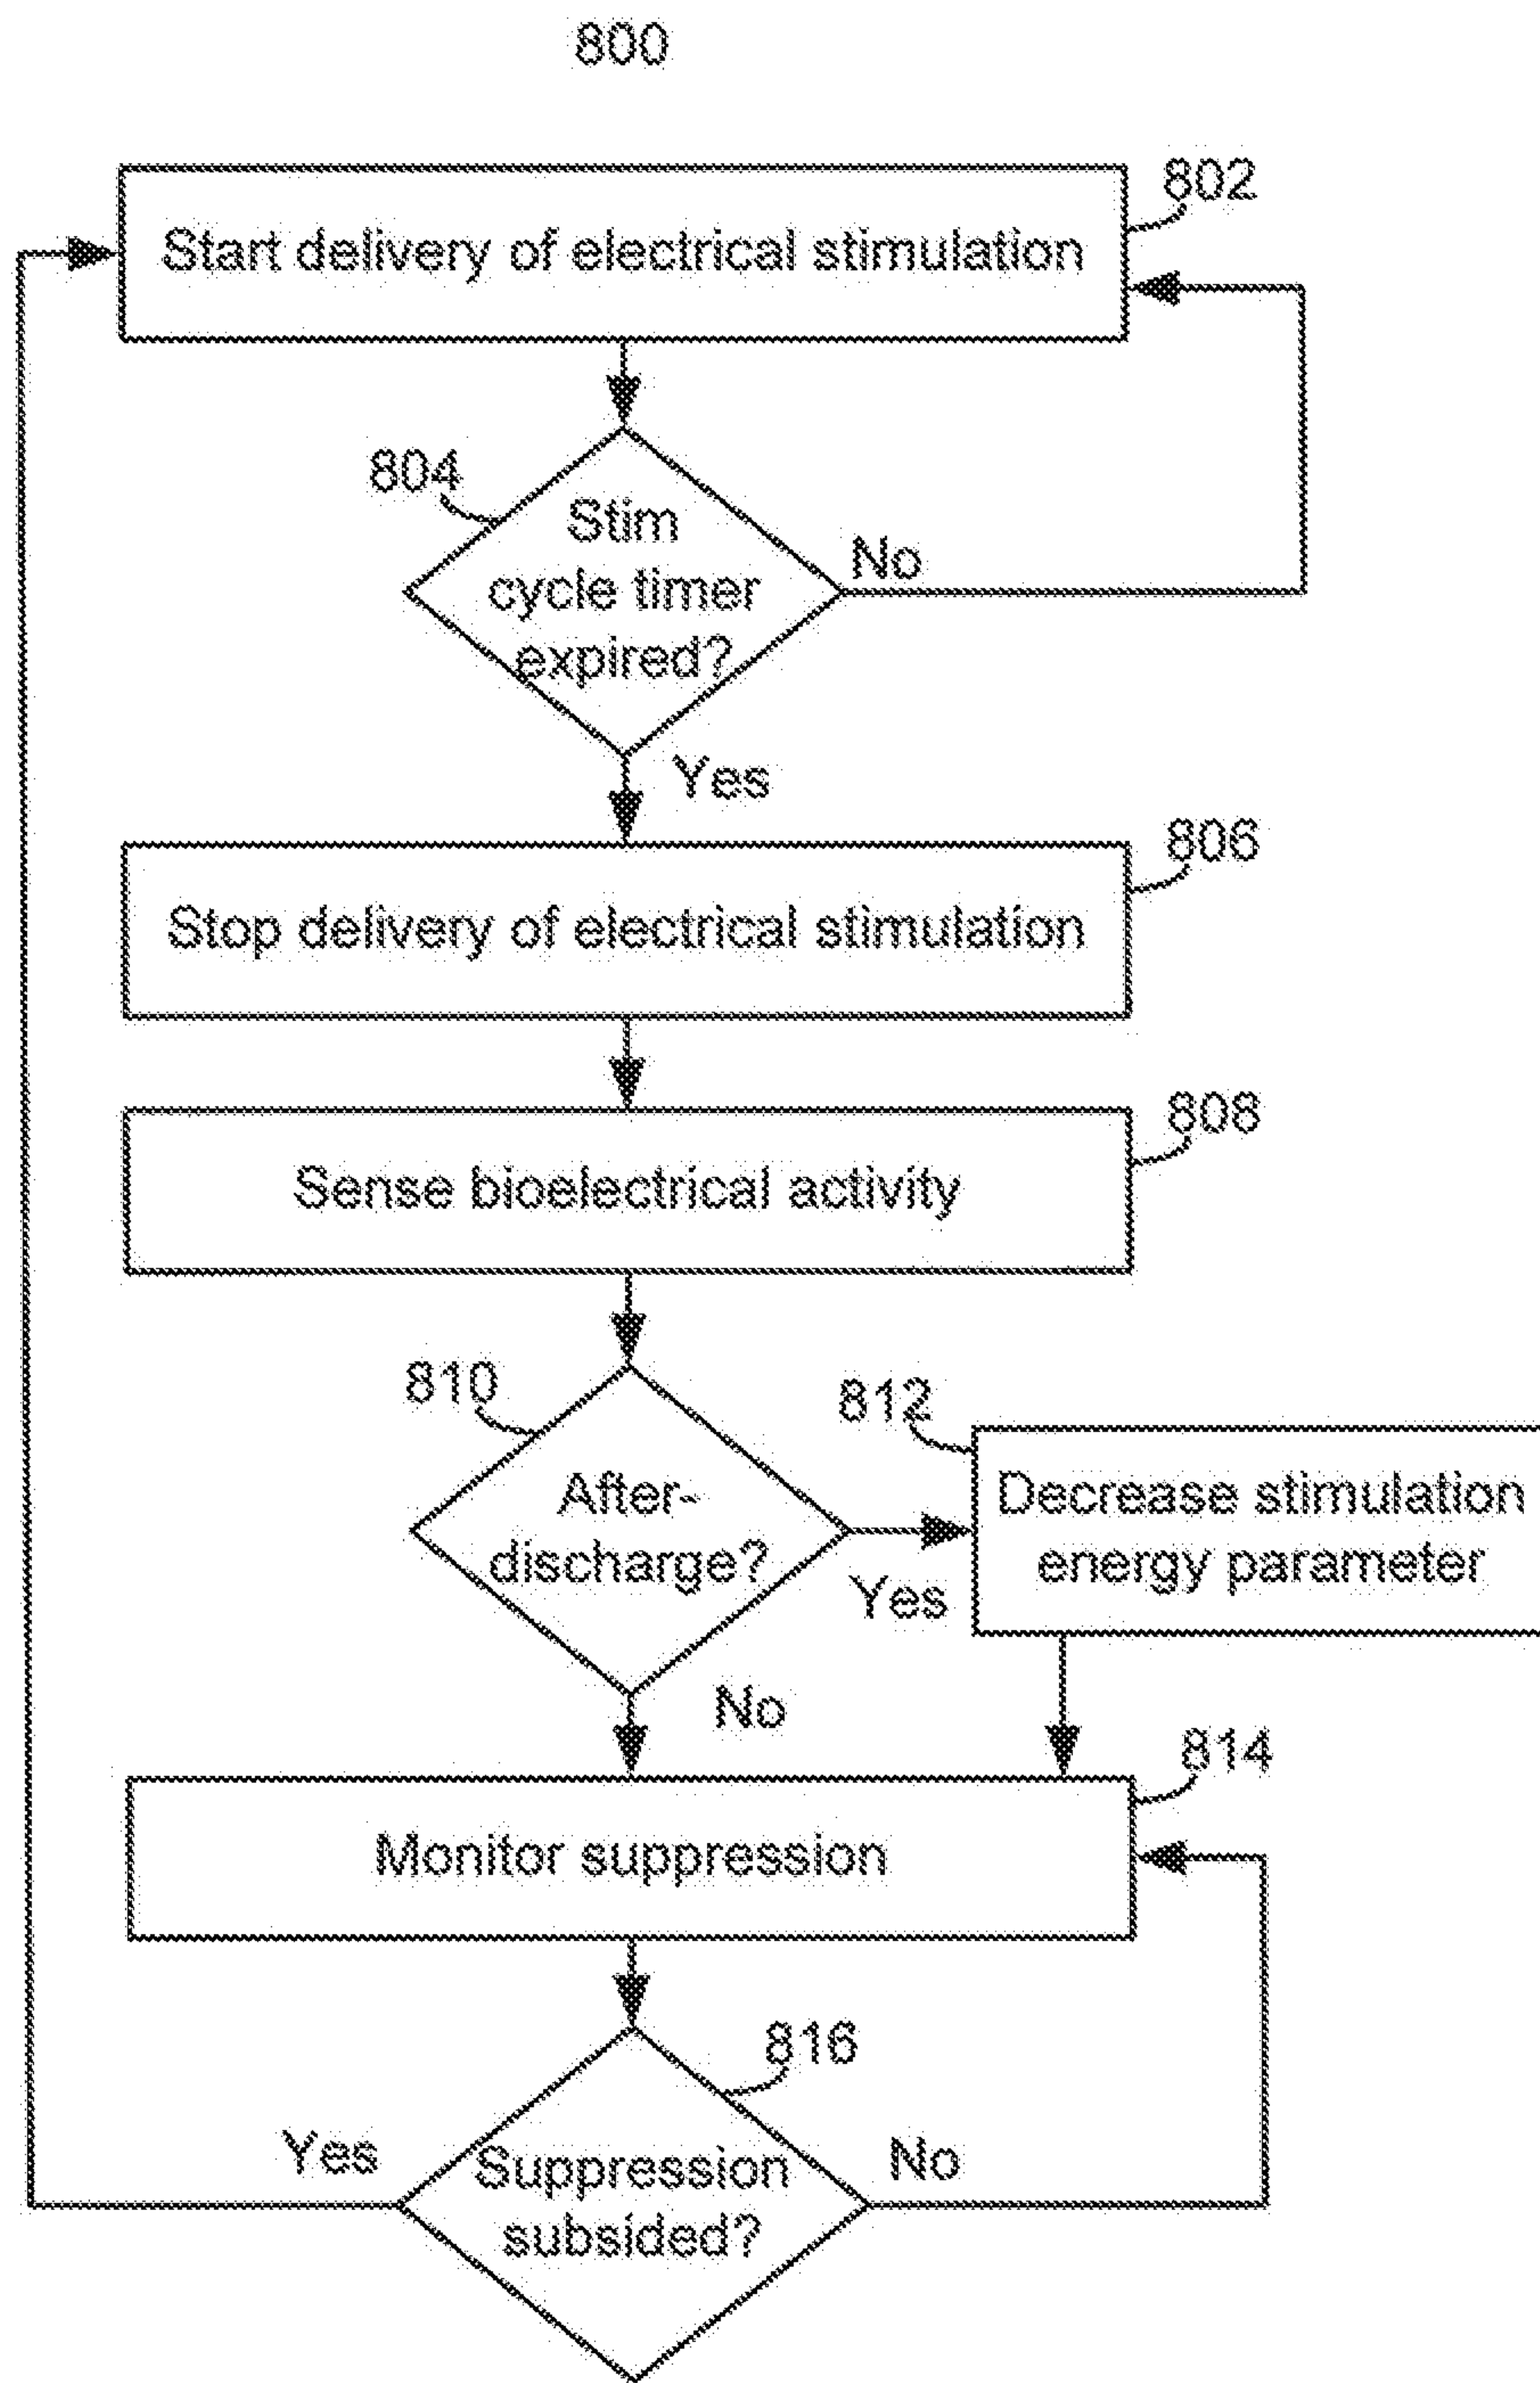 800
802
Start delivery of electrical stimulation
804
Stim
cycle timer
expired?
No
Yes
806
Stop delivery of electrical stimulation
808
Sense bioelectrical activity
810
After-
discharge?
Yes
812
Decrease stimulation
energy parameter
No
814
Monitor suppression
816
Suppression
subsided?
Yes
No